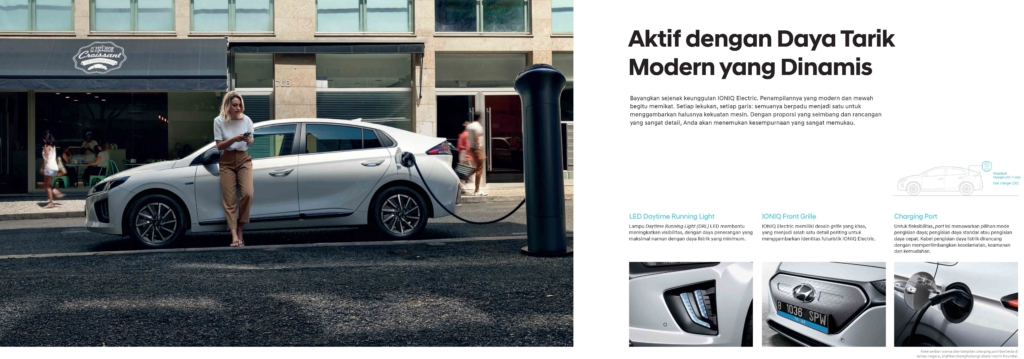 Croissant
Aktif dengan Daya Tarik
Modern yang Dinamis
Bayangkan sejenak keunggulan IONIQ Electric. Penampilannya yang modern dan mewah
begitu memikat. Setiap lekukan, setiap garis: semuanya berpadu menjadi satu untuk
menggambarkan halusnya kekuatan mesin. Dengan proporsi yang seimbang dan rancangan
yang sangat detail, Anda akan menemukan kesempurnaan yang sangat memukau.
LED Daytime Running Light
Lampu Daytime Running Light (DRL) LED membantu
meningkatkan visibilitas, dengan daya penerangan yang
maksimal namun dengan daya listrik yang minimum.
IONIQ Front Grille
IONIQ Electric memiliki desain grille yang khas,
yang menjadi salah satu detail penting untuk
menggambarkan identitas futuristik IONIQ Electric.
Charging Port
Untuk fleksibilitas, port ini menawarkan pilihan mode
pengisian daya; pengisian daya standar atau pengisian
daya cepat. Kabel pengisian daya listrik dirancang
dengan mempertimbangkan keselamatan, keamanan
dan kemudahan.
B 1036 SPW